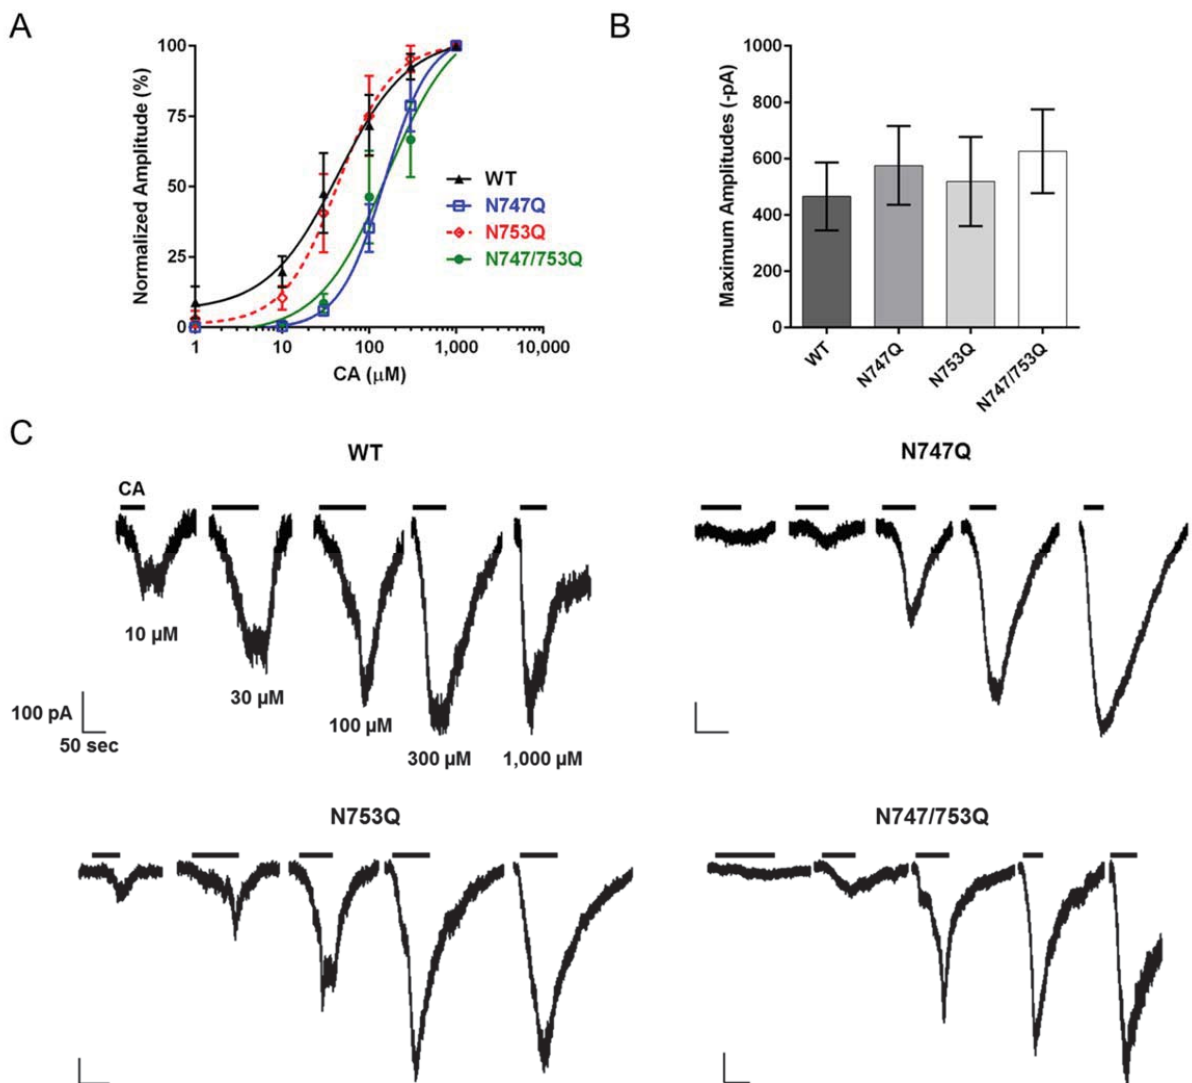 A
B
Normalized Amplitude (%)
100
75
50
25
0
1
10
100
1,000
10,000
CA (μM)
WT
N747Q
N753Q
N747/753Q
Maximum Amplitudes (-pA)
1000
800
600
400
200
0
WT
N747Q
N753Q
N747/753Q
C
WT
N747Q
CA
10 μM
30 μM
100 μM
300 μM
1,000 μM
100 pA
50 sec
N753Q
N747/753Q